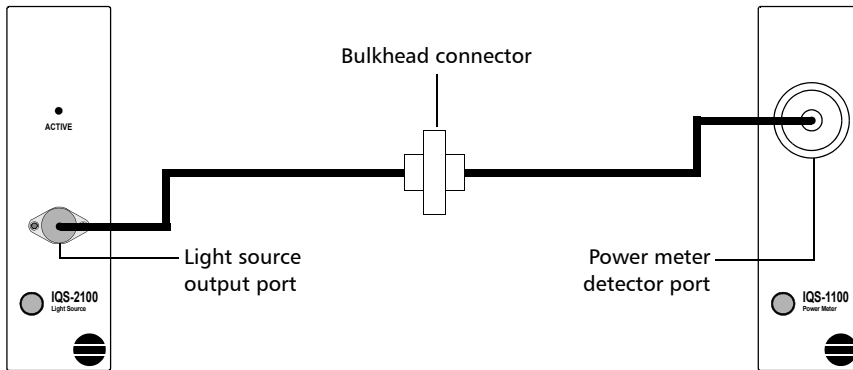 Bulkhead connector
ACTIVE
Light source
output port
Power meter
detector port
IQS-2100
Light Source
IQS-1100
Power Meter